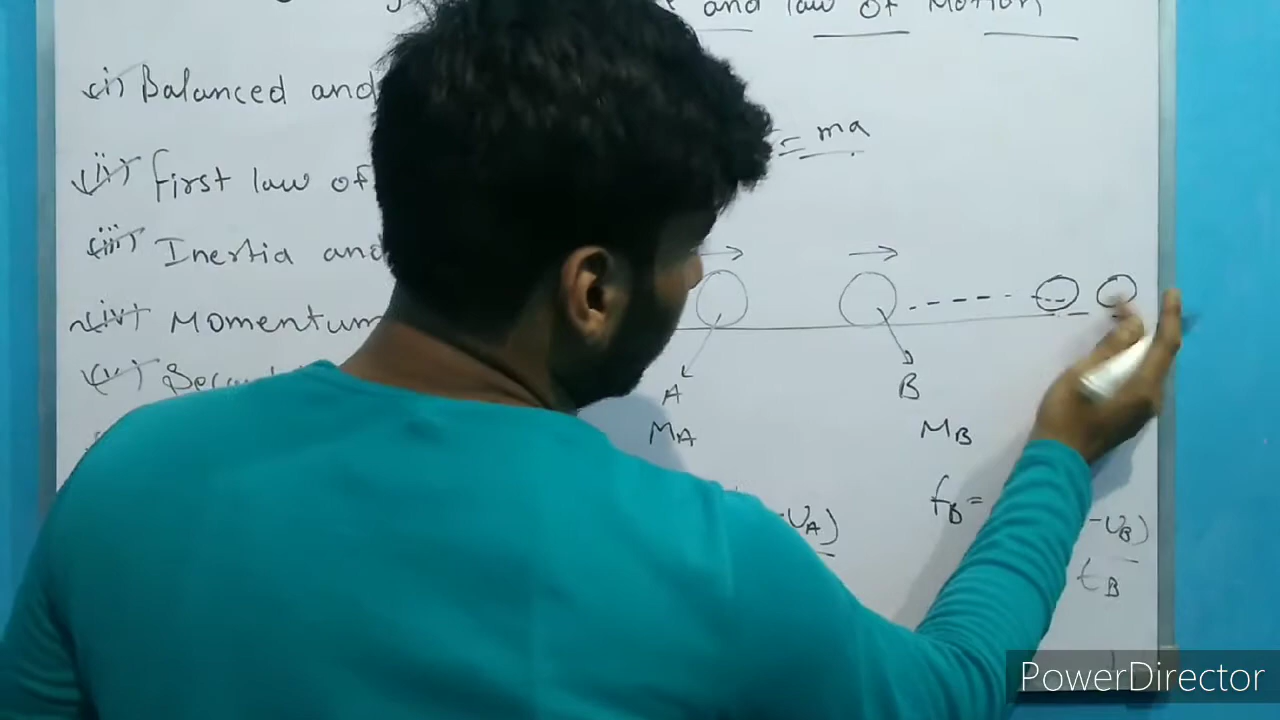 and law of Motion
(i) Balanced and
= ma
(ii) First law of
(iii) Inertia and
(iv) Momentum
(v) Second
A
B
MA
MB
fB=
-UA)
-UB)
tB
PowerDirector